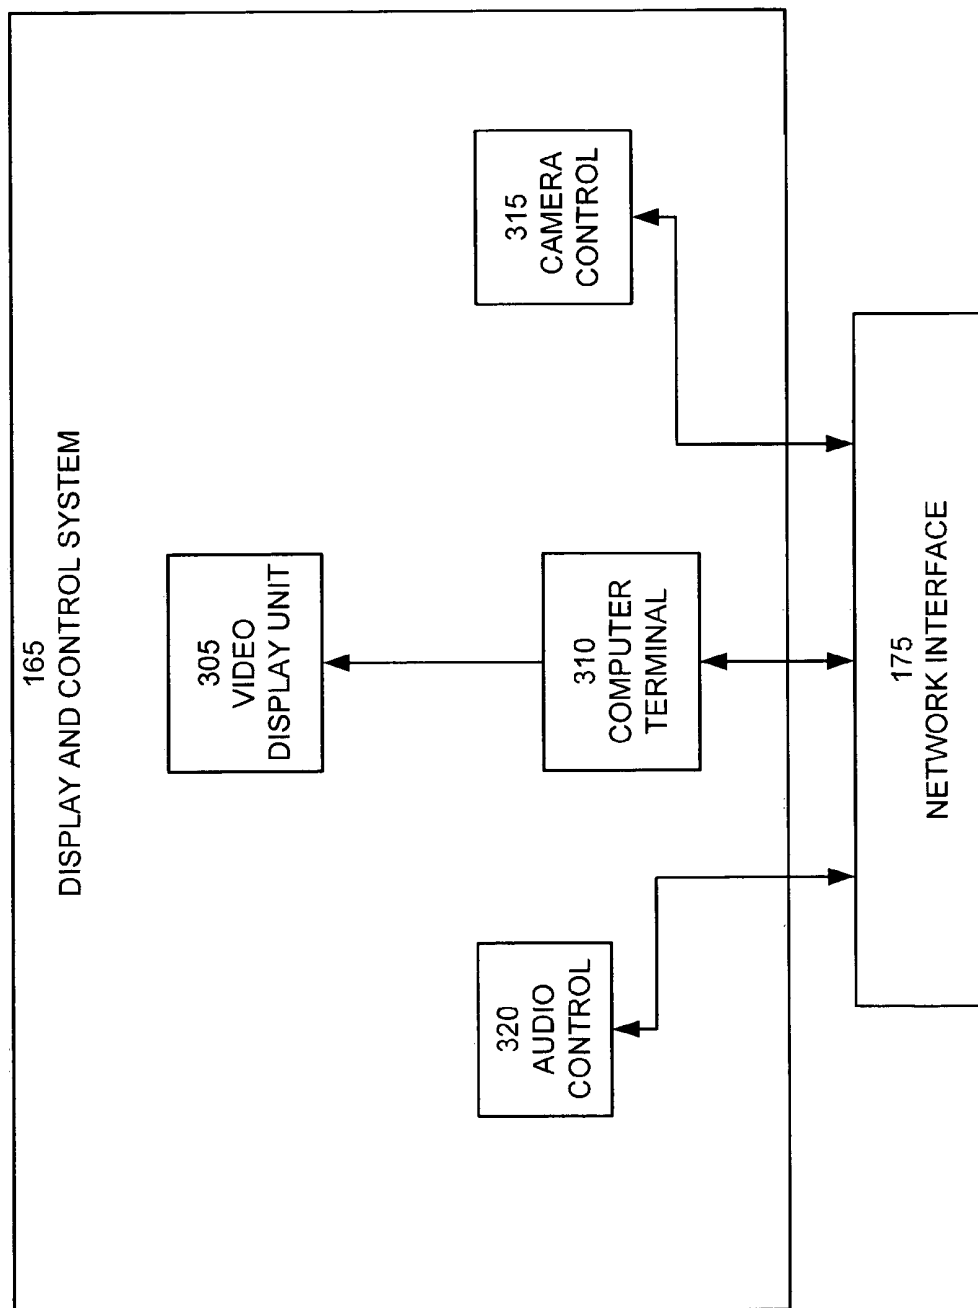 165
DISPLAY AND CONTROL SYSTEM
305
VIDEO
DISPLAY UNIT
320
AUDIO
CONTROL
310
COMPUTER
TERMINAL
315
CAMERA
CONTROL
175
NETWORK INTERFACE